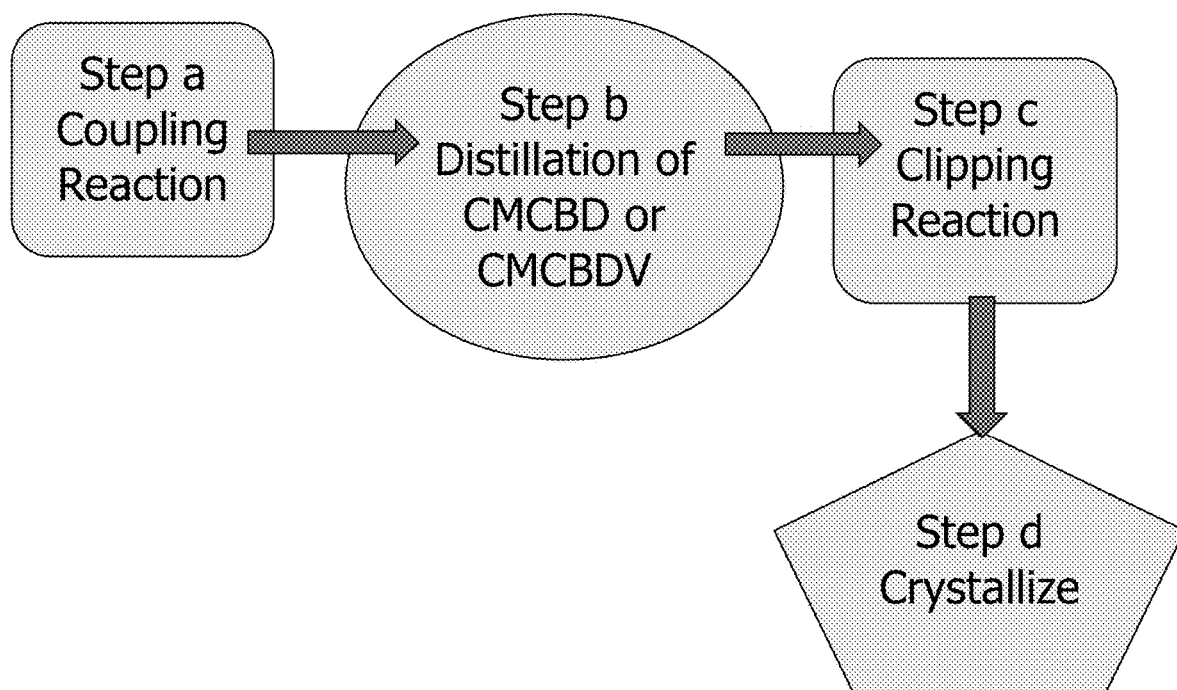 Step a
Coupling
Reaction
Step b
Distillation of
CMCBD or
CMCBDV
Step c
Clipping
Reaction
Step d
Crystallize